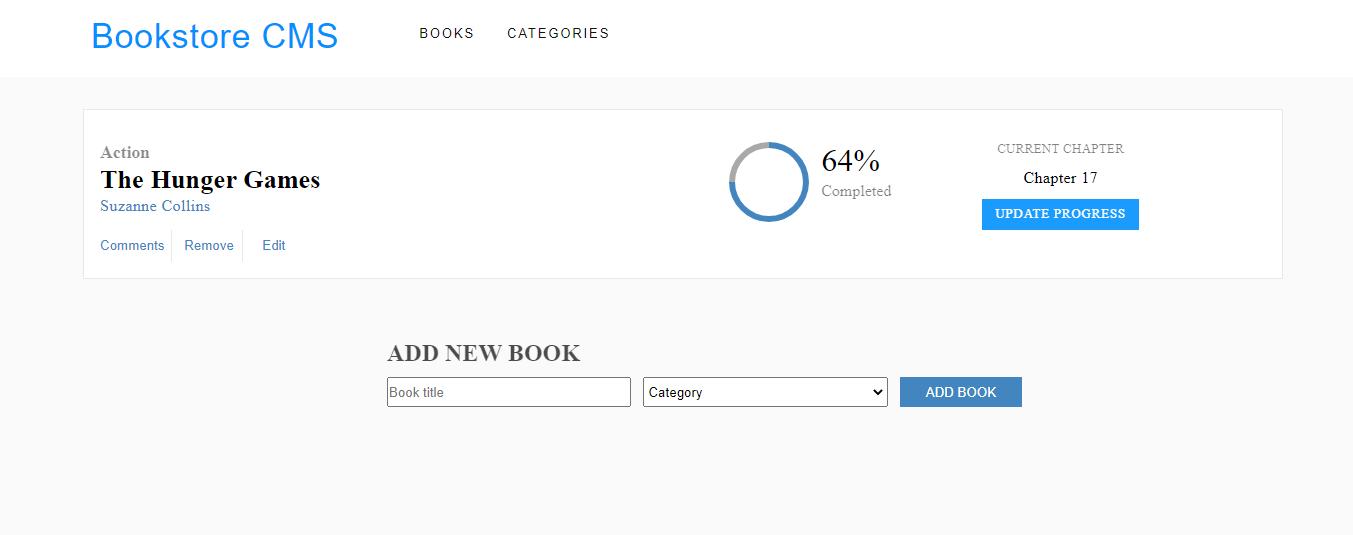 Bookstore CMS
BOOKS
CATEGORIES
Action
The Hunger Games
Suzanne Collins
Comments
Remove
Edit
64%
Completed
CURRENT CHAPTER
Chapter 17
UPDATE PROGRESS
ADD NEW BOOK
Book title
Category
ADD BOOK